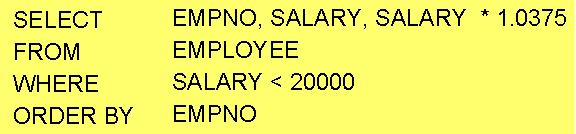 SELECT EMPNO, SALARY, SALARY * 1.0375
FROM EMPLOYEE
WHERE SALARY < 20000
ORDER BY EMPNO